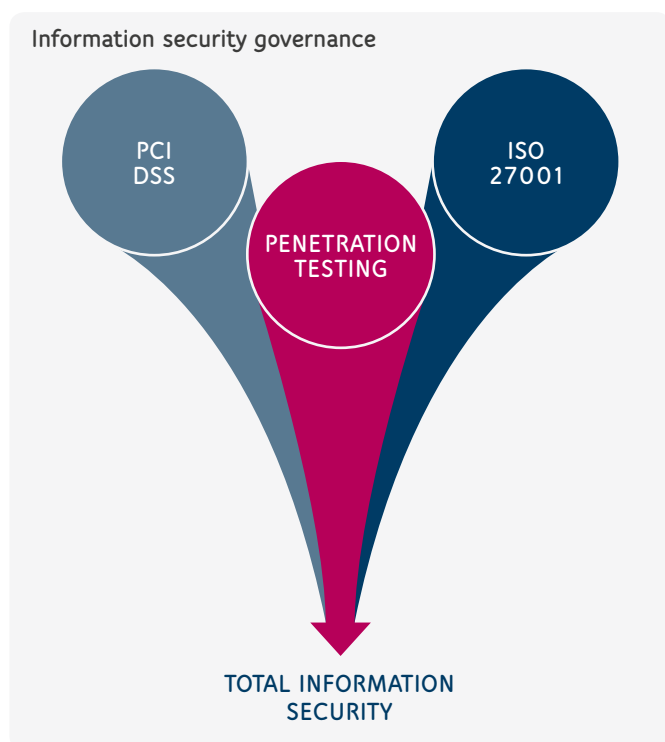 Information security governance
PCI
DSS
ISO
27001
PENETRATION
TESTING
TOTAL INFORMATION
SECURITY